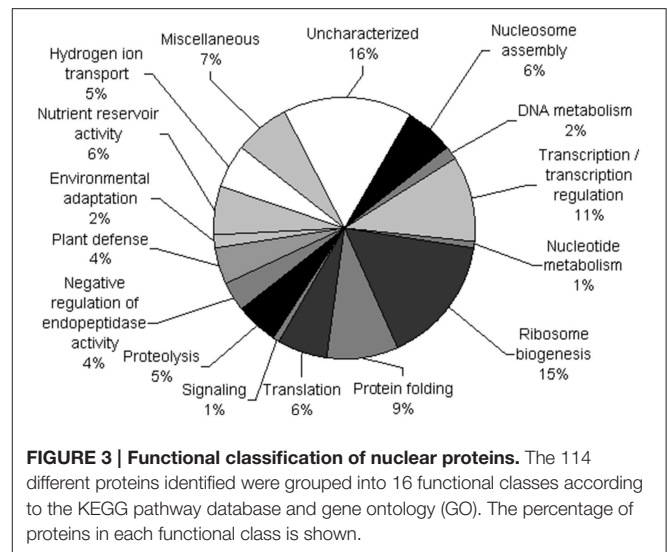 Uncharacterized
16%
Nucleosome
assembly
6%
DNA metabolism
2%
Transcription /
transcription
regulation
11%
Nucleotide
metabolism
1%
Ribosome
biogenesis
15%
Protein folding
9%
Translation
6%
Signaling
1%
Proteolysis
5%
Negative
regulation of
endopeptidase
activity
4%
Plant defense
4%
Environmental
adaptation
2%
Nutrient reservoir
activity
6%
Hydrogen ion
transport
5%
Miscellaneous
7%
FIGURE 3 | Functional classification of nuclear proteins. The 114
different proteins identified were grouped into 16 functional classes according
to the KEGG pathway database and gene ontology (GO). The percentage of
proteins in each functional class is shown.